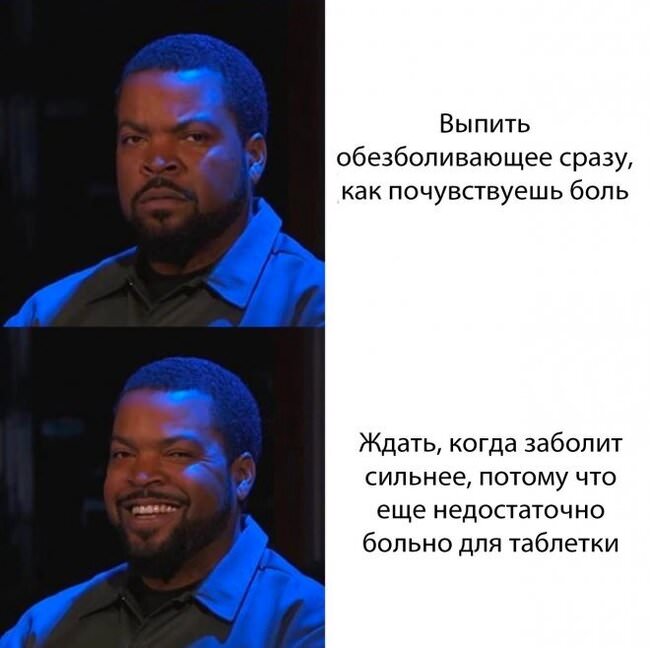 Выпить
обезболивающее сразу,
как почувствуешь боль
Ждать, когда заболит
сильнее, потому что
еще недостаточно
больно для таблетки